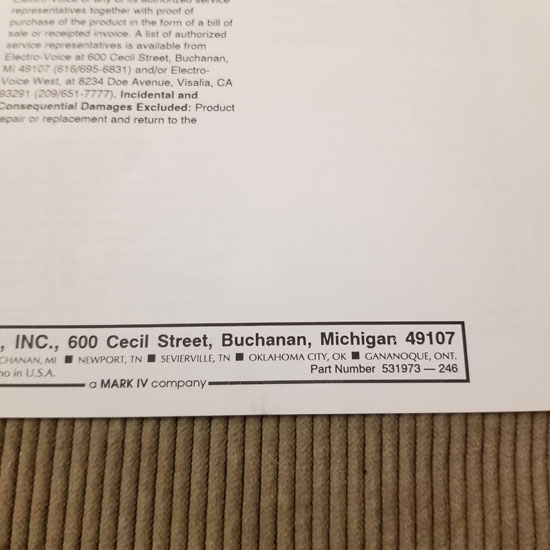 representatives together with proof of
purchase of the product in the form of a bill of
sale or receipted invoice. A list of authorized
service representatives is available from
Electro-Voice at 600 Cecil Street, Buchanan,
MI 49107 (616/695-6831) and/or Electro-
Voice West, at 8234 Doe Avenue, Visalia, CA
93291 (209/651-7777). Incidental and
Consequential Damages Excluded: Product
epair or replacement and return to the
, INC., 600 Cecil Street, Buchanan, Michigan 49107
CHANAN, MI ■ NEWPORT, TN ■ SEVIERVILLE, TN ■ OKLAHOMA CITY, OK ■ GANANOQUE, ONT.
ho in U.S.A.
Part Number 531973 — 246
a MARK IV company